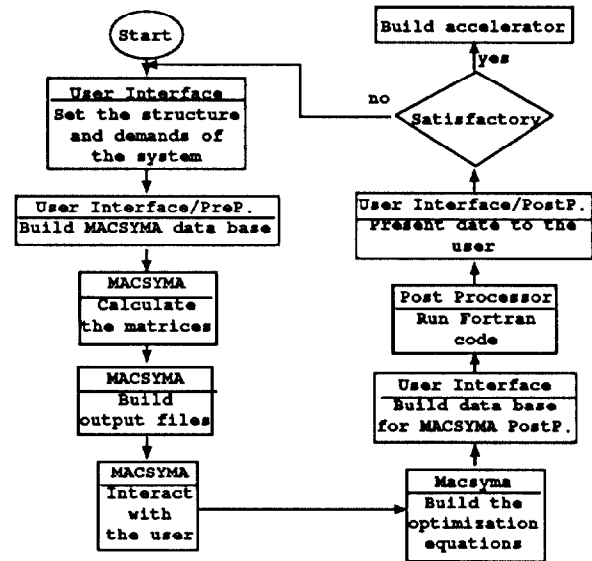 Start
User Interface
Set the structure
and demands of
the system
User Interface/PreP.
Build MACSYMA data base
MACSYMA
Calculate
the matrices
MACSYMA
Build
output files
MACSYMA
Interact
with
the user
Macsyma
Build the
optimization
equations
User Interface
Build data base
for MACSYMA PostP.
Post Processor
Run Fortran
code
User Interface/PostP.
Present date to the
user
Satisfactory
no
yes
Build accelerator